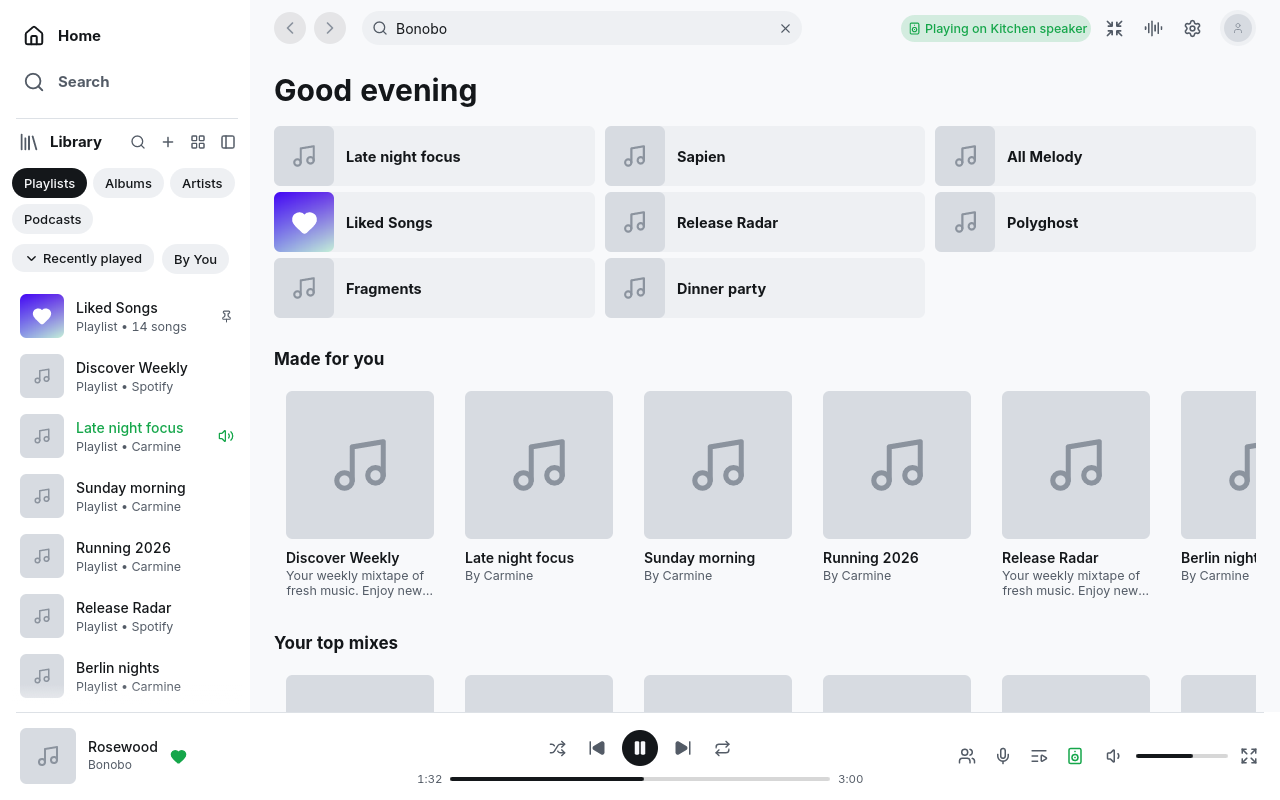 Home
Search
Library
Playlists
Albums
Artists
Podcasts
Recently played
By You
Liked Songs
Playlist • 14 songs
Discover Weekly
Playlist • Spotify
Late night focus
Playlist • Carmine
Sunday morning
Playlist • Carmine
Running 2026
Playlist • Carmine
Release Radar
Playlist • Spotify
Berlin nights
Playlist • Carmine
Bonobo
Playing on Kitchen speaker
Good evening
Late night focus
Sapien
All Melody
Liked Songs
Release Radar
Polyghost
Fragments
Dinner party
Made for you
Discover Weekly
Your weekly mixtape of
fresh music. Enjoy new...
Late night focus
By Carmine
Sunday morning
By Carmine
Running 2026
By Carmine
Release Radar
Your weekly mixtape of
fresh music. Enjoy new...
Berlin night
By Carmine
Your top mixes
Rosewood
Bonobo
1:32
3:00